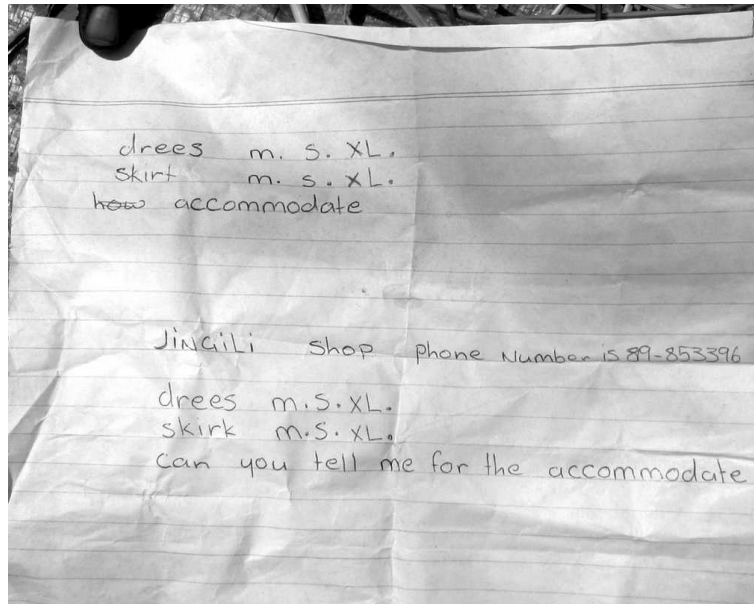 drees m. S. XL.
skirt m. s. XL.
how accommodate
JiNGiLi shop phone Number is 89-853396
drees m.S.XL.
skirk m.S. XL.
can you tell me for the accommodate